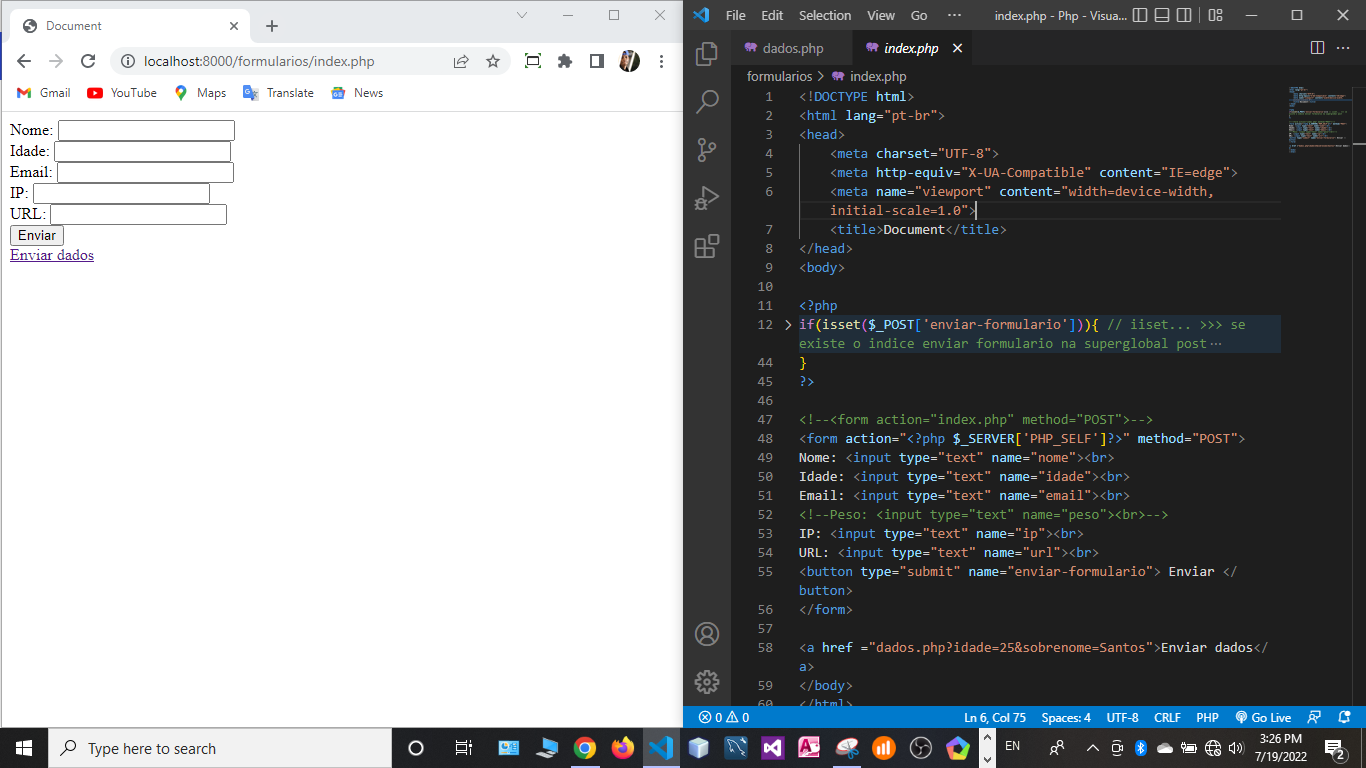 Document
localhost:8000/formularios/index.php
Gmail YouTube Maps Translate News
Nome:
Idade:
Email:
IP:
URL:
Enviar
Enviar dados
File Edit Selection View Go ··· index.php - Php - Visua...
dados.php index.php
formularios > index.php
1 <!DOCTYPE html>
2 <html lang="pt-br">
3 <head>
4 <meta charset="UTF-8">
5 <meta http-equiv="X-UA-Compatible" content="IE=edge">
6 <meta name="viewport" content="width=device-width,
initial-scale=1.0">
7 <title>Document</title>
8 </head>
9 <body>
10
11 <?php
12 if(isset($_POST['enviar-formulario'])){ // iiset... >>> se
existe o indice enviar formulario na superglobal post ···
44 }
45 ?>
46
47 <!--<form action="index.php" method="POST">-->
48 <form action="<?php $_SERVER['PHP_SELF']?>" method="POST">
49 Nome: <input type="text" name="nome"><br>
50 Idade: <input type="text" name="idade"><br>
51 Email: <input type="text" name="email"><br>
52 <!--Peso: <input type="text" name="peso"><br>-->
53 IP: <input type="text" name="ip"><br>
54 URL: <input type="text" name="url"><br>
55 <button type="submit" name="enviar-formulario"> Enviar </
button>
56 </form>
57
58 <a href ="dados.php?idade=25&sobrenome=Santos">Enviar dados</
a>
59 </body>
60 </html>
0 0 Ln 6, Col 75 Spaces: 4 UTF-8 CRLF PHP Go Live
Type here to search
EN
3:26 PM
7/19/2022
2